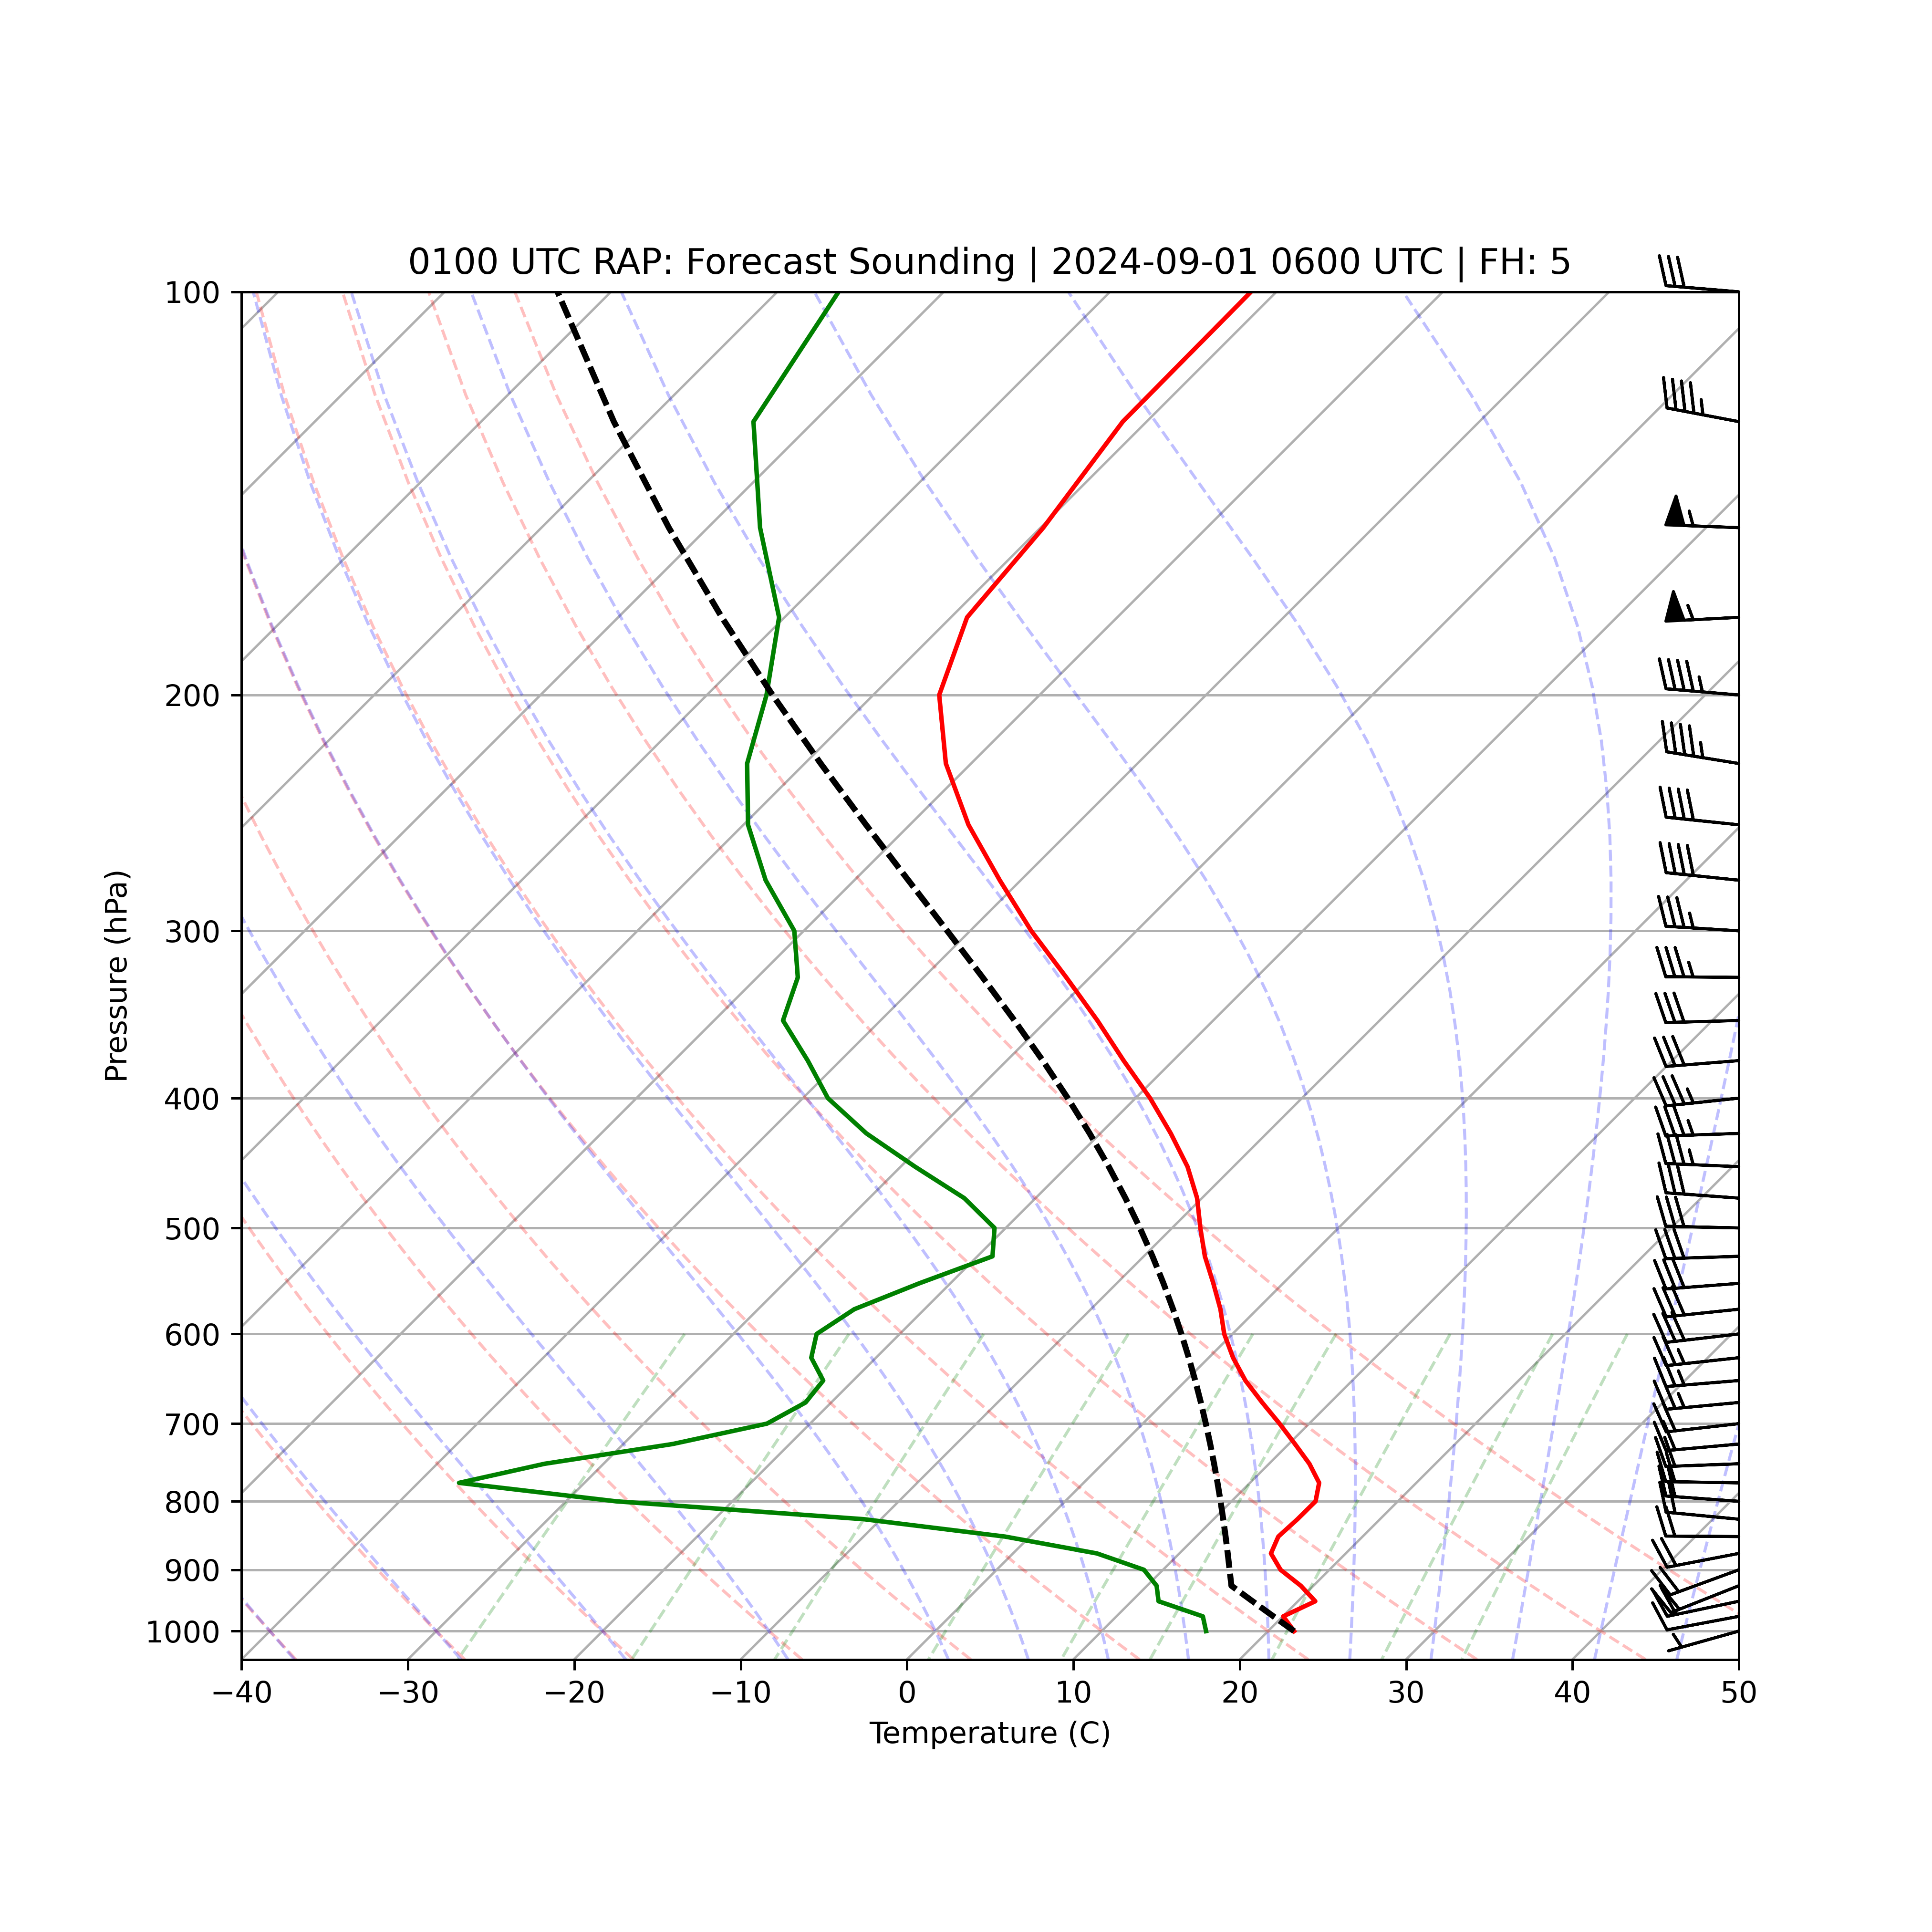 0100 UTC RAP: Forecast Sounding | 2024-09-01 0600 UTC | FH: 5
100
200
300
400
500
600
700
800
900
1000
Pressure (hPa)
−40 −30 −20 −10 0 10 20 30 40 50
Temperature (C)